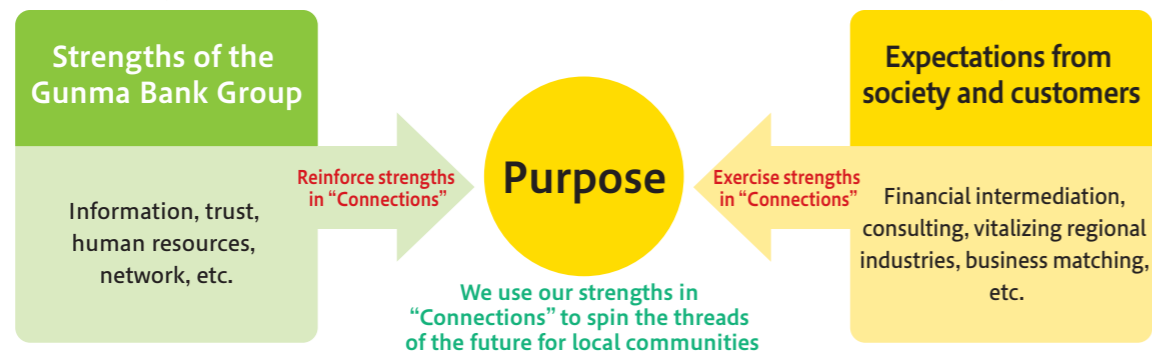 Strengths of the
Gunma Bank Group
Information, trust,
human resources,
network, etc.
Reinforce strengths
in “Connections”
Purpose
We use our strengths in
“Connections” to spin the threads
of the future for local communities
Exercise strengths
in “Connections”
Expectations from
society and customers
Financial intermediation,
consulting, vitalizing regional
industries, business matching,
etc.